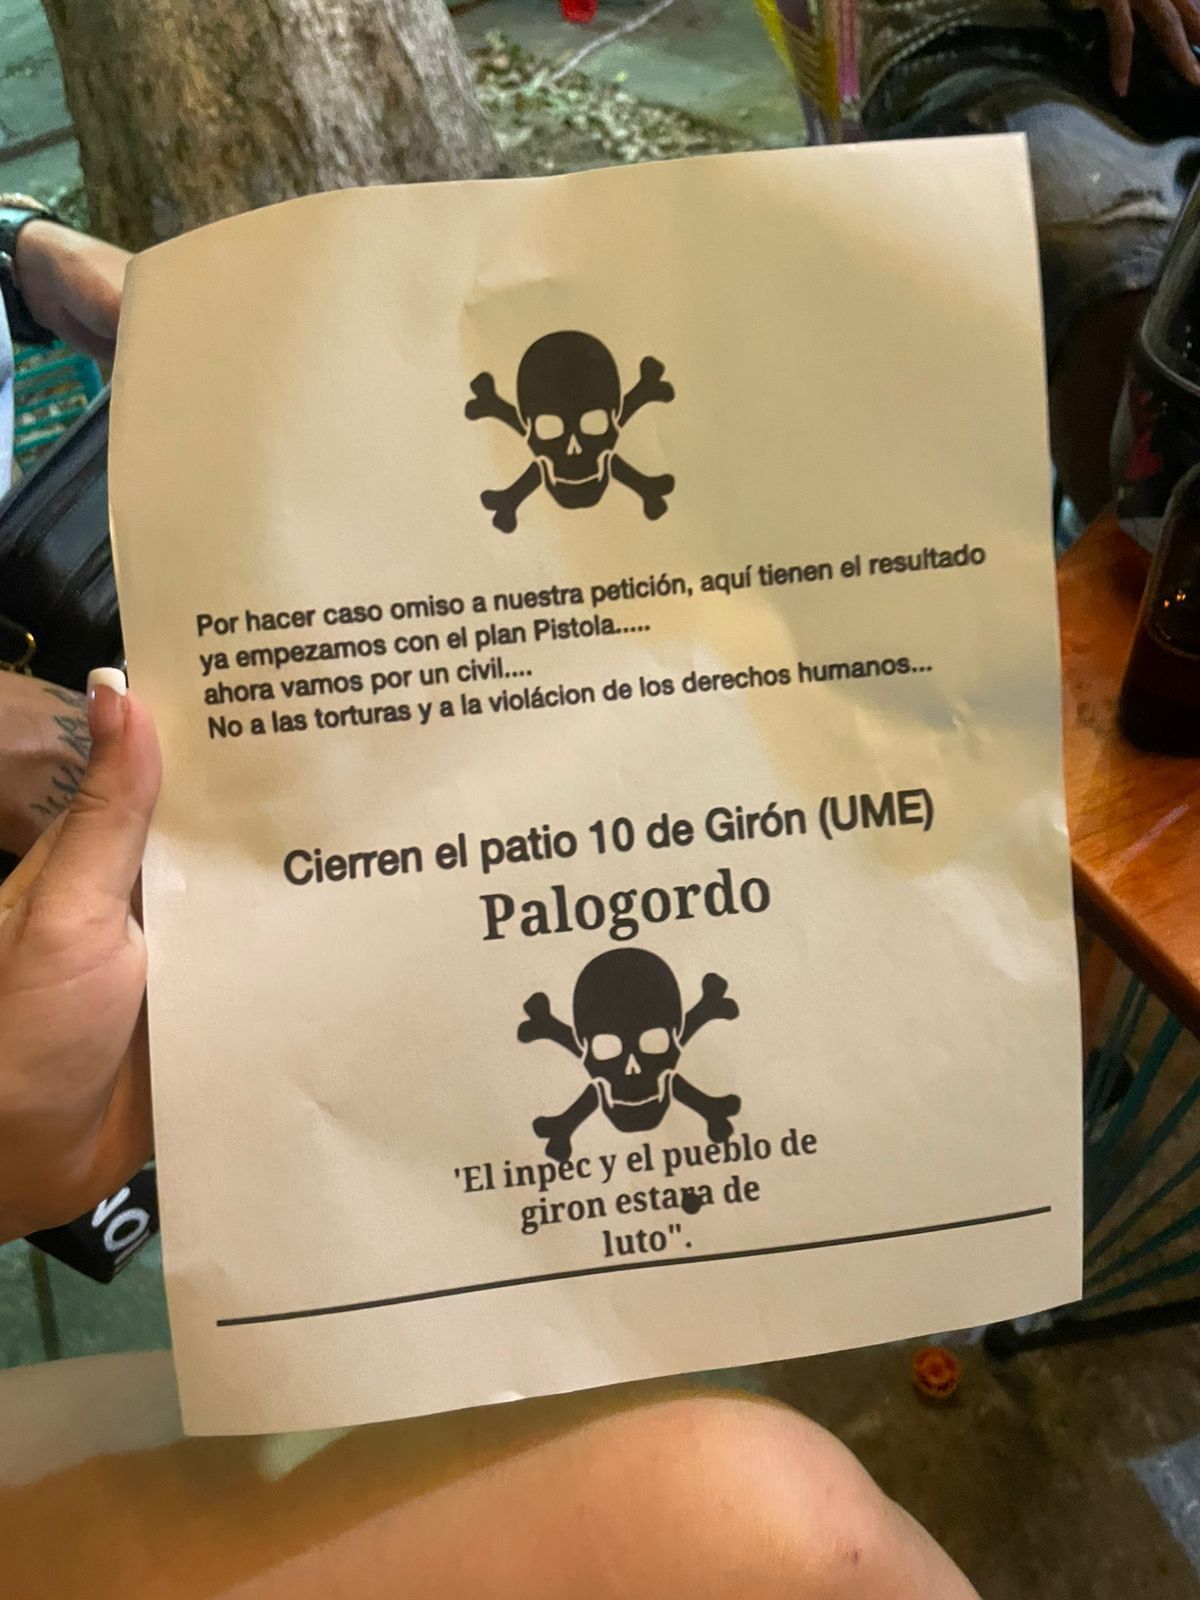 Por hacer caso omiso a nuestra petición, aquí tienen el resultado
ya empezamos con el plan Pistola.....
ahora vamos por un civil....
No a las torturas y a la violácion de los derechos humanos...
Cierren el patio 10 de Girón (UME)
Palogordo
'El inpec y el pueblo de
giron estara de
luto".